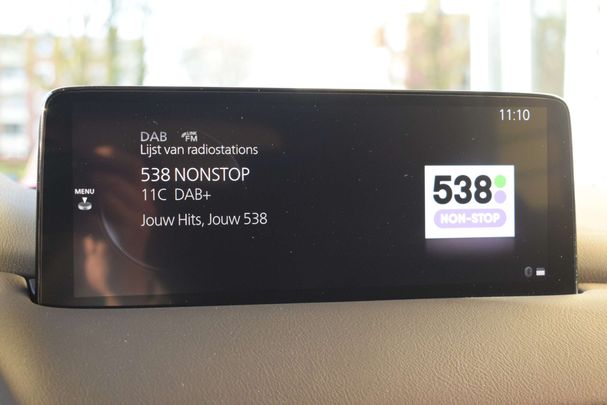 11:10
DAB LINK FM
Lijst van radiostations
538 NONSTOP
11C DAB+
Jouw Hits, Jouw 538
MENU
538
NON-STOP